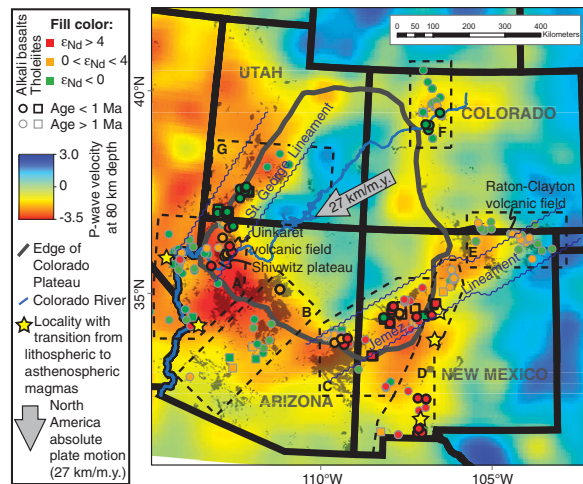 Fill color:
Alkali basalts
Tholeiites
εNd > 4
0 < εNd < 4
εNd < 0
Age < 1 Ma
Age > 1 Ma
3.0
0.0
-3.5
P-wave velocity
at 80 km depth
Edge of
Colorado
Plateau
Colorado River
Locality with
transition from
lithospheric to
asthenospheric
magmas
North
America
absolute
plate motion
(27 km/m.y.)
0 50 100 200 300 400
Kilometers
UTAH
40°N
COLORADO
F
G
St. George Lineament
27 km/m.y.
Raton-Clayton
volcanic field
Uinkaret
volcanic field
Shivwitz plateau
E
35°N
A
B
Jemez Lineament
C
D
NEW MEXICO
ARIZONA
110°W
105°W